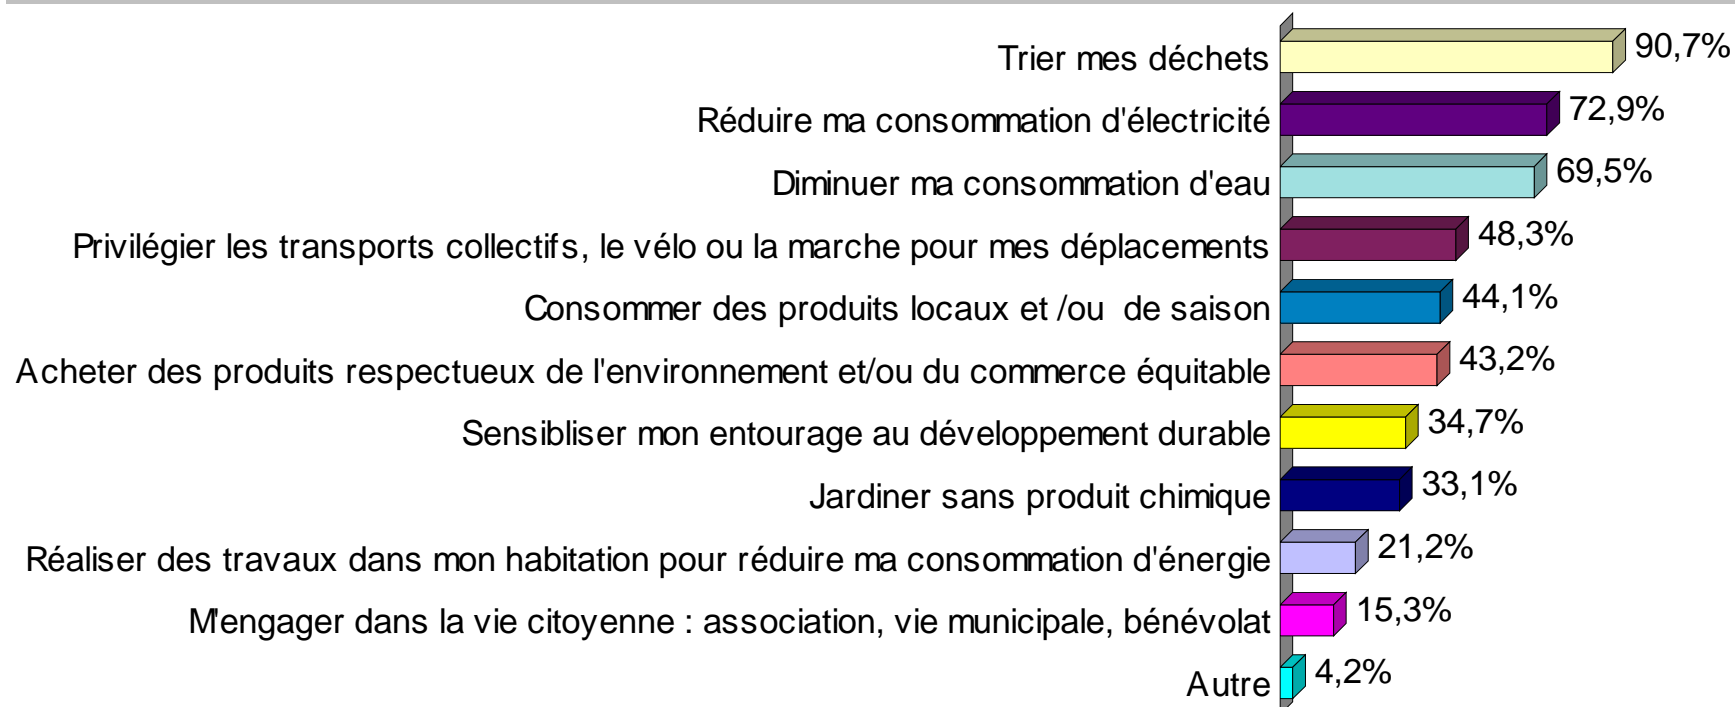 Trier mes déchets 90,7%
Réduire ma consommation d'électricité 72,9%
Diminuer ma consommation d'eau 69,5%
Privilégier les transports collectifs, le vélo ou la marche pour mes déplacements 48,3%
Consommer des produits locaux et /ou de saison 44,1%
Acheter des produits respectueux de l'environnement et/ou du commerce équitable 43,2%
Sensibliser mon entourage au développement durable 34,7%
Jardiner sans produit chimique 33,1%
Réaliser des travaux dans mon habitation pour réduire ma consommation d'énergie 21,2%
M'engager dans la vie citoyenne : association, vie municipale, bénévolat 15,3%
Autre 4,2%